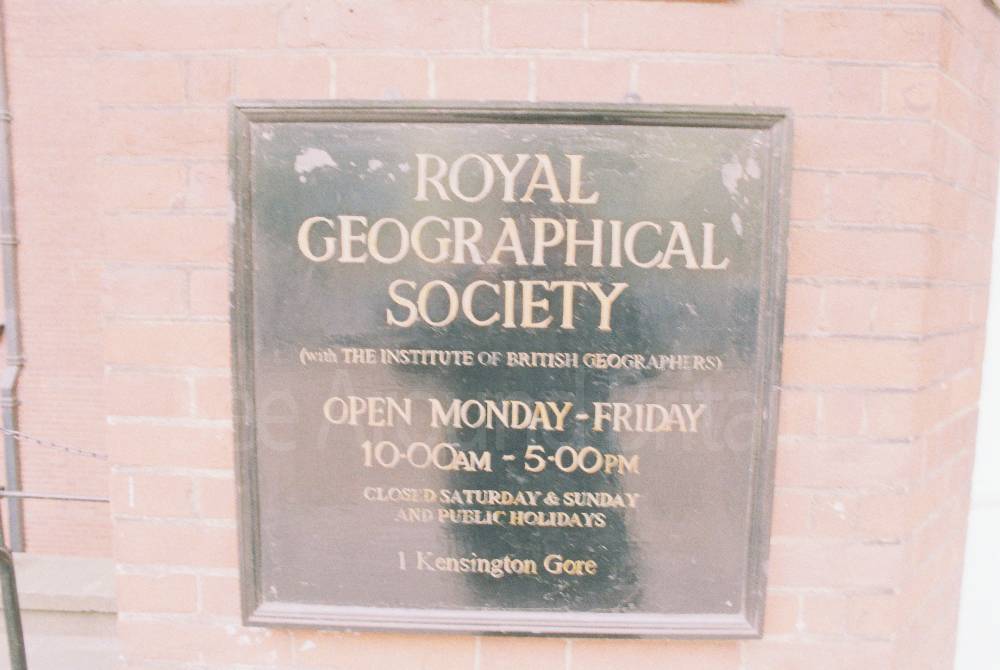 ROYAL
GEOGRAPHICAL
SOCIETY
(with THE INSTITUTE OF BRITISH GEOGRAPHERS)
OPEN MONDAY-FRIDAY
10·00AM - 5·00PM
CLOSED SATURDAY & SUNDAY
AND PUBLIC HOLIDAYS
1 Kensington Gore